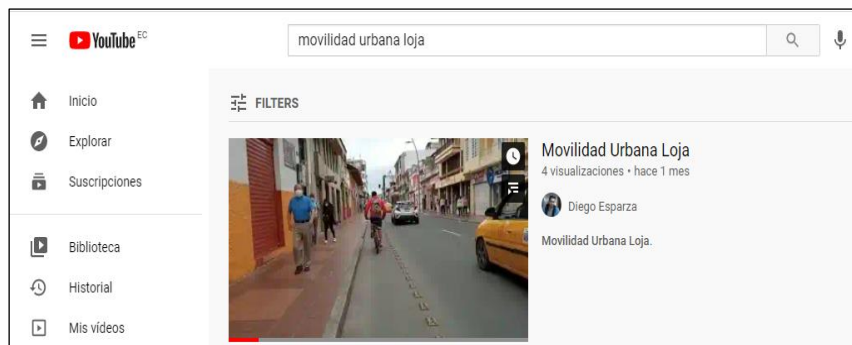 YouTube EC
movilidad urbana loja
Inicio
Explorar
Suscripciones
Biblioteca
Historial
Mis vídeos
FILTERS
Movilidad Urbana Loja
4 visualizaciones • hace 1 mes
Diego Esparza
Movilidad Urbana Loja.